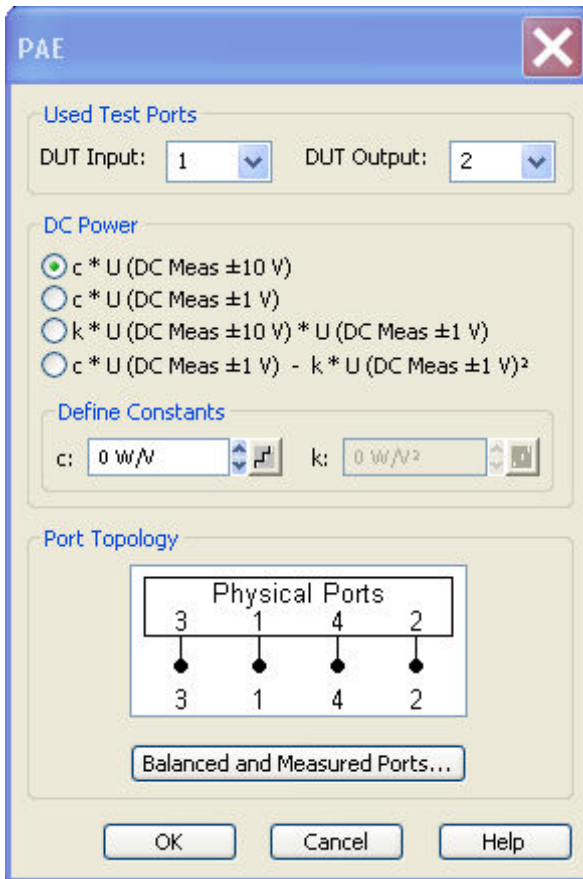 PAE
Used Test Ports
DUT Input: 1 DUT Output: 2
DC Power
c * U (DC Meas ±10 V)
c * U (DC Meas ±1 V)
k * U (DC Meas ±10 V) * U (DC Meas ±1 V)
c * U (DC Meas ±1 V) - k * U (DC Meas ±1 V)²
Define Constants
c: 0 W/V k: 0 W/V²
Port Topology
Physical Ports
3 1 4 2
3 1 4 2
Balanced and Measured Ports...
OK Cancel Help